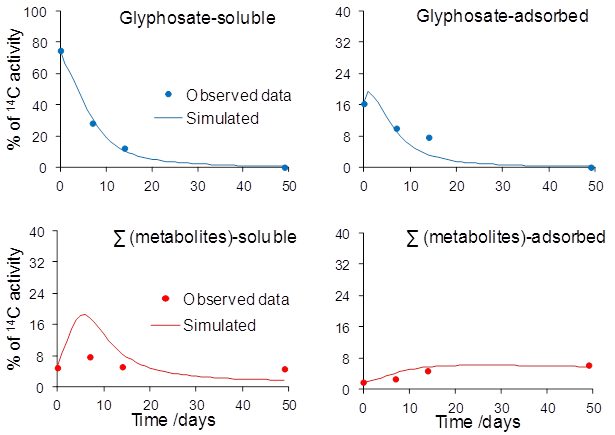 Glyphosate-soluble
Glyphosate-adsorbed
% of 14C activity
100
80
60
40
20
0
Observed data
Simulated
0 10 20 30 40 50
40
32
24
16
8
0
0 10 20 30 40 50
∑ (metabolites)-soluble
∑ (metabolites)-adsorbed
% of 14C activity
40
32
24
16
8
0
Observed data
Simulated
0 10 20 30 40 50
Time /days
40
32
24
16
8
0
0 10 20 30 40 50
Time /days